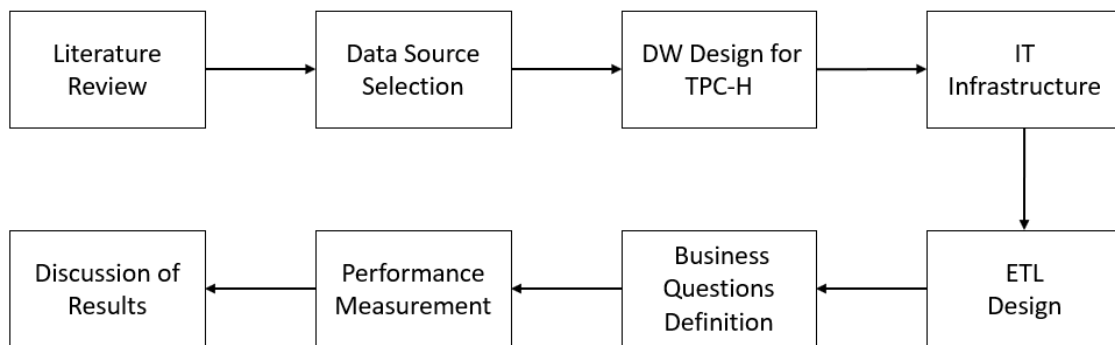 Literature
Review
Data Source
Selection
DW Design for
TPC-H
IT
Infrastructure
Discussion of
Results
Performance
Measurement
Business
Questions
Definition
ETL
Design